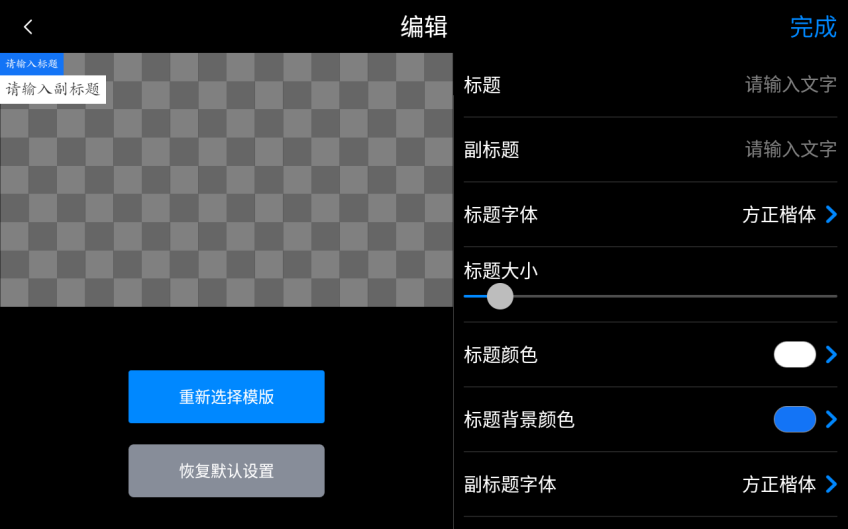 编辑
完成
请输入标题
请输入副标题
重新选择模版
恢复默认设置
标题
请输入文字
副标题
请输入文字
标题字体
方正楷体
标题大小
标题颜色
标题背景颜色
副标题字体
方正楷体